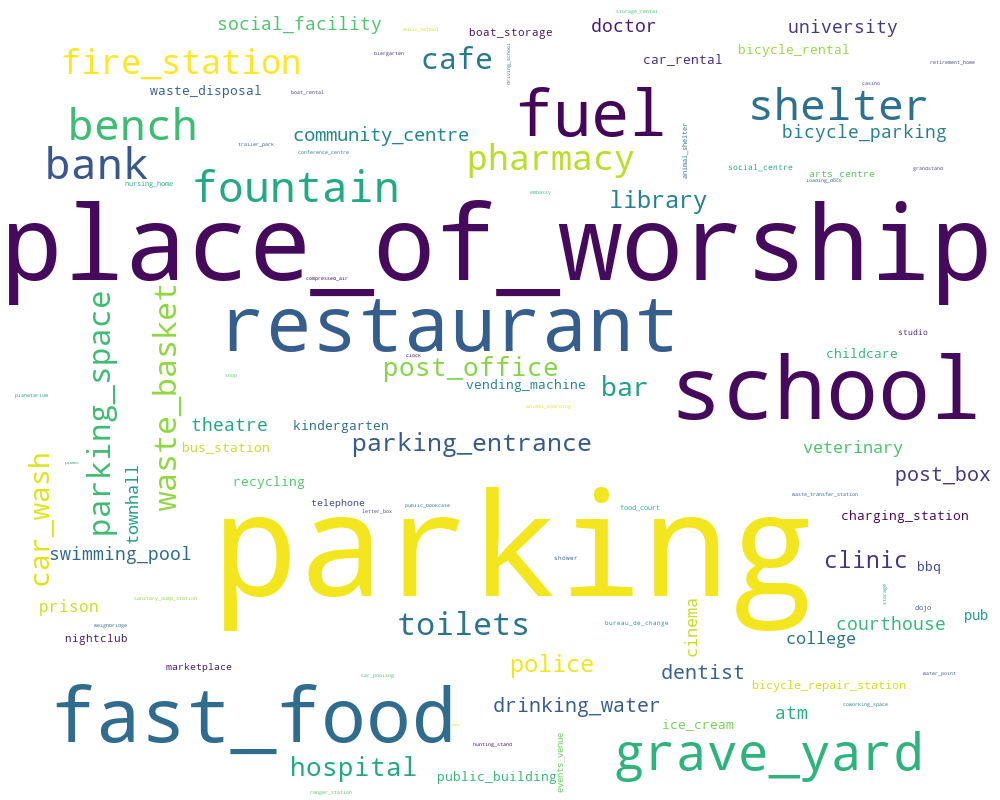 storage_rental
social_facility
music_school
boat_storage
doctor
university
fire_station
biergarten
cafe
driving_school
car_rental
bicycle_rental
retirement_home
waste_disposal
boat_rental
casino
fuel
shelter
bench
community_centre
bicycle_parking
trailer_park
conference_centre
animal_shelter
bank
pharmacy
social_centre
arts_centre
grandstand
loading_dock
nursing_home
fountain
embassy
library
place_of_worship
compressed_air
parking_space
waste_basket
restaurant
studio
clock
childcare
post_office
shop
vending_machine
bar
school
planetarium
animal_boarding
theatre
kindergarten
bus_station
parking_entrance
veterinary
car_wash
townhall
post_box
recycling
telephone
letter_box
public_bookcase
food_court
waste_transfer_station
charging_station
parking
swimming_pool
shower
clinic
bbq
storage
prison
sanitary_dump_station
dojo
pub
weighbridge
toilets
bureau_de_change
cinema
courthouse
nightclub
college
marketplace
police
dentist
car_pooling
water_point
bicycle_repair_station
fast_food
drinking_water
coworking_space
atm
ice_cream
hunting_stand
events_venue
grave_yard
hospital
public_building
ranger_station